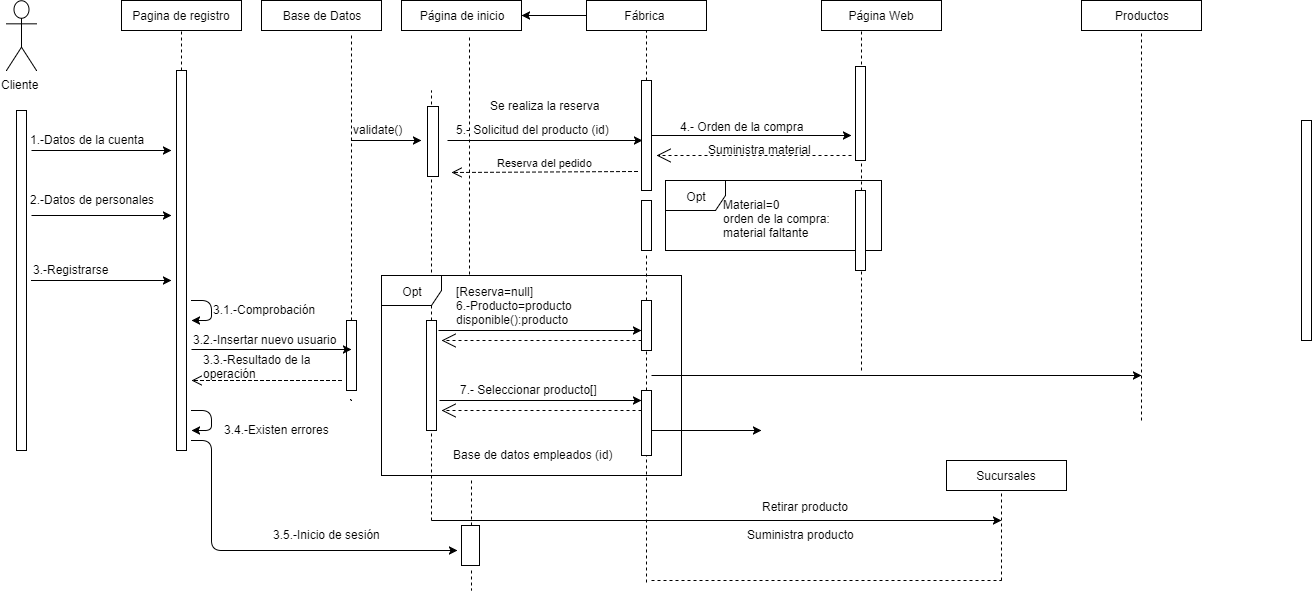 Pagina de registro
Base de Datos
Página de inicio
Fábrica
Página Web
Productos
Cliente
Se realiza la reserva
1.-Datos de la cuenta
validate()
5.- Solicitud del producto (id)
4.- Orden de la compra
Suministra material
Reserva del pedido
2.-Datos de personales
Opt
Material=0
orden de la compra:
material faltante
3.-Registrarse
Opt
[Reserva=null]
6.-Producto=producto
disponible():producto
3.1.-Comprobación
3.2.-Insertar nuevo usuario
3.3.-Resultado de la
operación
7.- Seleccionar producto[]
3.4.-Existen errores
Base de datos empleados (id)
Sucursales
Retirar producto
3.5.-Inicio de sesión
Suministra producto